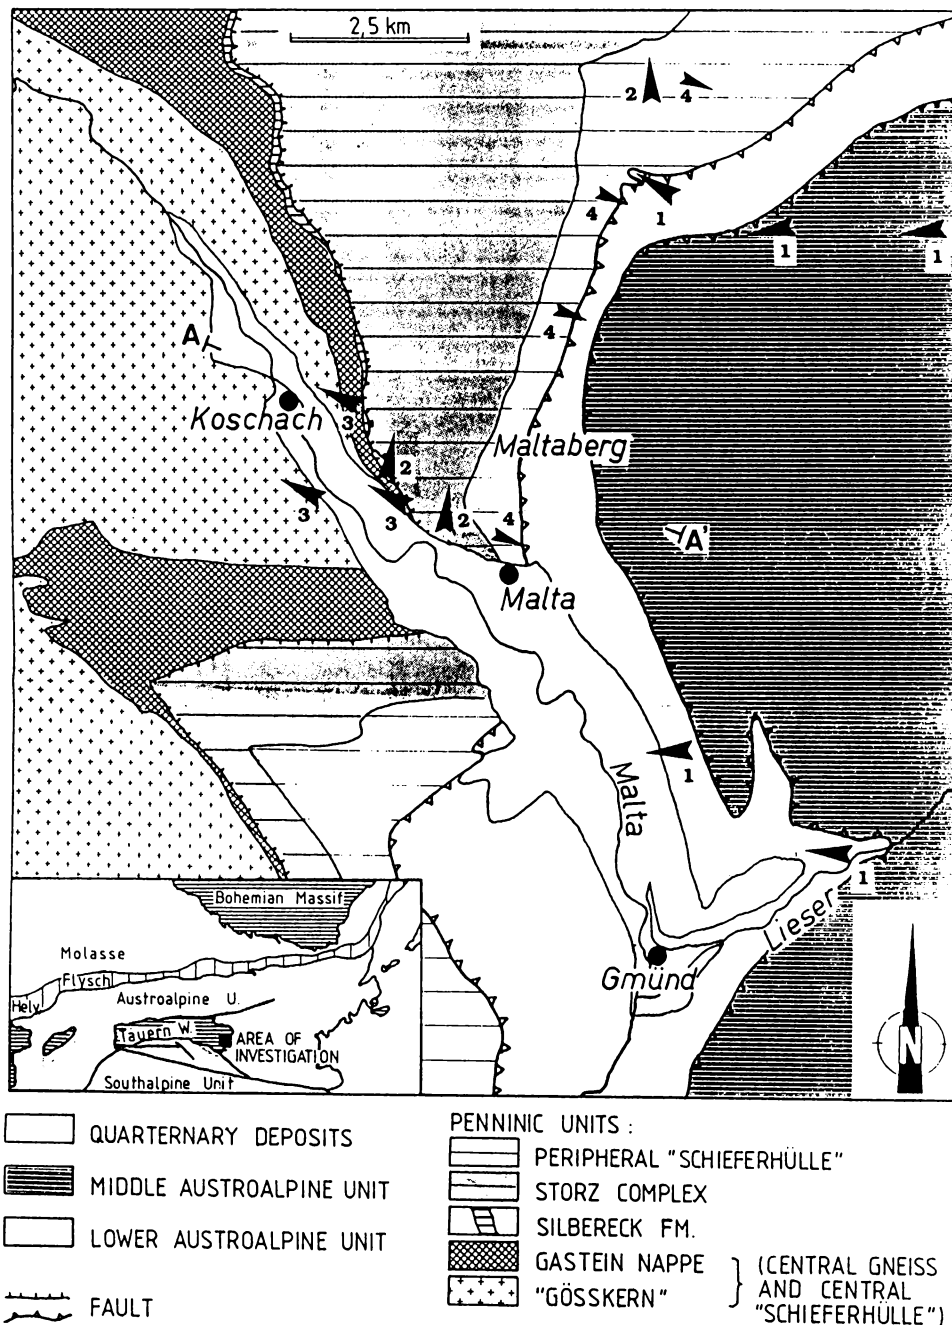 2,5 km
2
4
4
1
1
1
A
4
Koschach
3
Maltaberg
2
3
3
2
4
A'
Malta
1
Malta
1
Lieser
Gmünd
N
Bohemian Massif
Molasse
Flysch
Helv.
Austroalpine U.
Tauern W.
AREA OF
INVESTIGATION
Southalpine Unit
QUARTERNARY DEPOSITS
MIDDLE AUSTROALPINE UNIT
LOWER AUSTROALPINE UNIT
FAULT
PENNINIC UNITS :
PERIPHERAL "SCHIEFERHÜLLE"
STORZ COMPLEX
SILBERECK FM.
GASTEIN NAPPE
"GÖSSKERN"
(CENTRAL GNEISS
AND CENTRAL
"SCHIEFERHÜLLE")